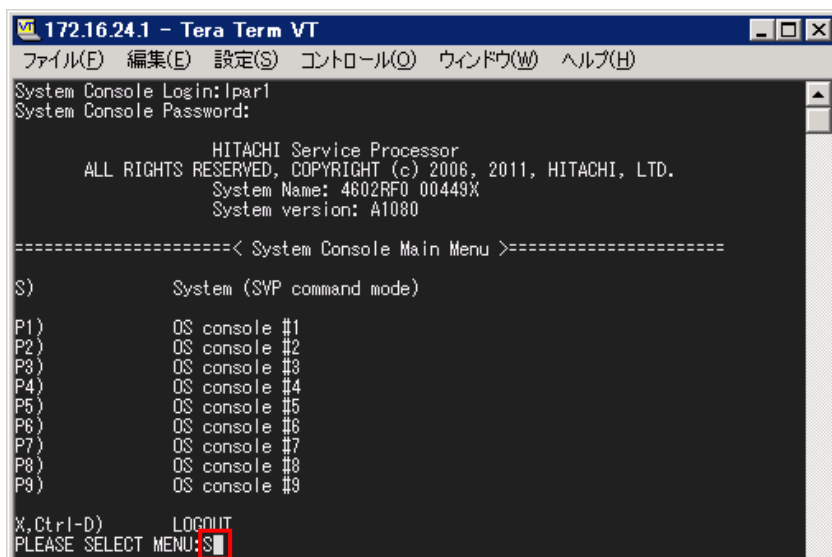 172.16.24.1 - Tera Term VT
ファイル(F) 編集(E) 設定(S) コントロール(O) ウィンドウ(W) ヘルプ(H)
System Console Login:lpar1
System Console Password:
HITACHI Service Processor
ALL RIGHTS RESERVED, COPYRIGHT (c) 2006, 2011, HITACHI, LTD.
System Name: 4602RF0 00449X
System version: A1080
======================< System Console Main Menu >======================
S) System (SVP command mode)
P1) OS console #1
P2) OS console #2
P3) OS console #3
P4) OS console #4
P5) OS console #5
P6) OS console #6
P7) OS console #7
P8) OS console #8
P9) OS console #9
X,Ctrl-D) LOGOUT
PLEASE SELECT MENU:S